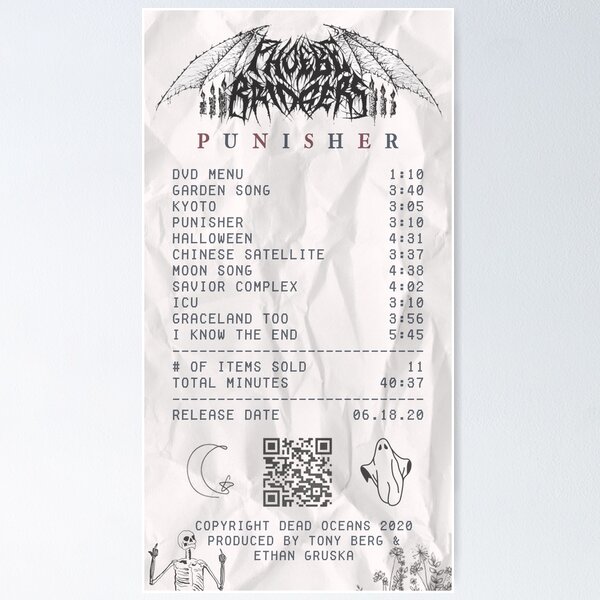 PHOEBE
BRIDGERS
PUNISHER
DVD MENU 1:10
GARDEN SONG 3:40
KYOTO 3:05
PUNISHER 3:10
HALLOWEEN 4:31
CHINESE SATELLITE 3:37
MOON SONG 4:38
SAVIOR COMPLEX 4:02
ICU 3:10
GRACELAND TOO 3:56
I KNOW THE END 5:45
# OF ITEMS SOLD 11
TOTAL MINUTES 40:37
RELEASE DATE 06.18.20
COPYRIGHT DEAD OCEANS 2020
PRODUCED BY TONY BERG &
ETHAN GRUSKA